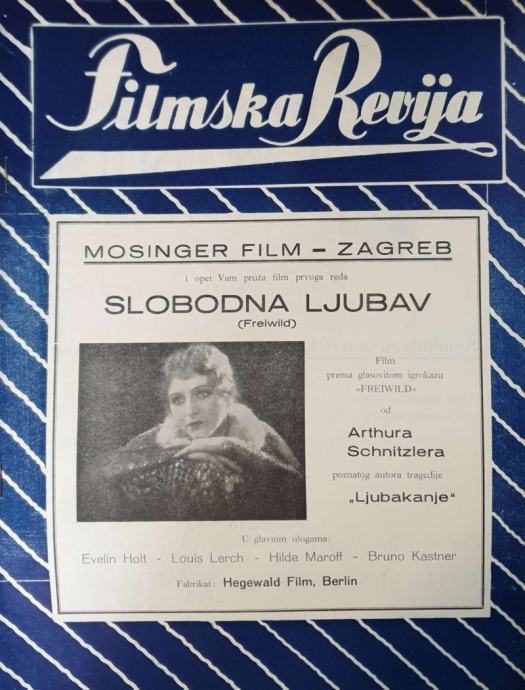 Filmska Revija
MOSINGER FILM – ZAGREB
i opet Vam pruža film prvoga reda
SLOBODNA LJUBAV
(Freiwild)
Film
prema glasovitom igrokazu
»FREIWILD«
od
Arthura
Schnitzlera
poznatog autora tragedije
„Ljubakanje“
U glavnim ulogama:
Evelin Holt - Louis Lerch - Hilde Maroff - Bruno Kastner
Fabrikat: Hegewald Film, Berlin